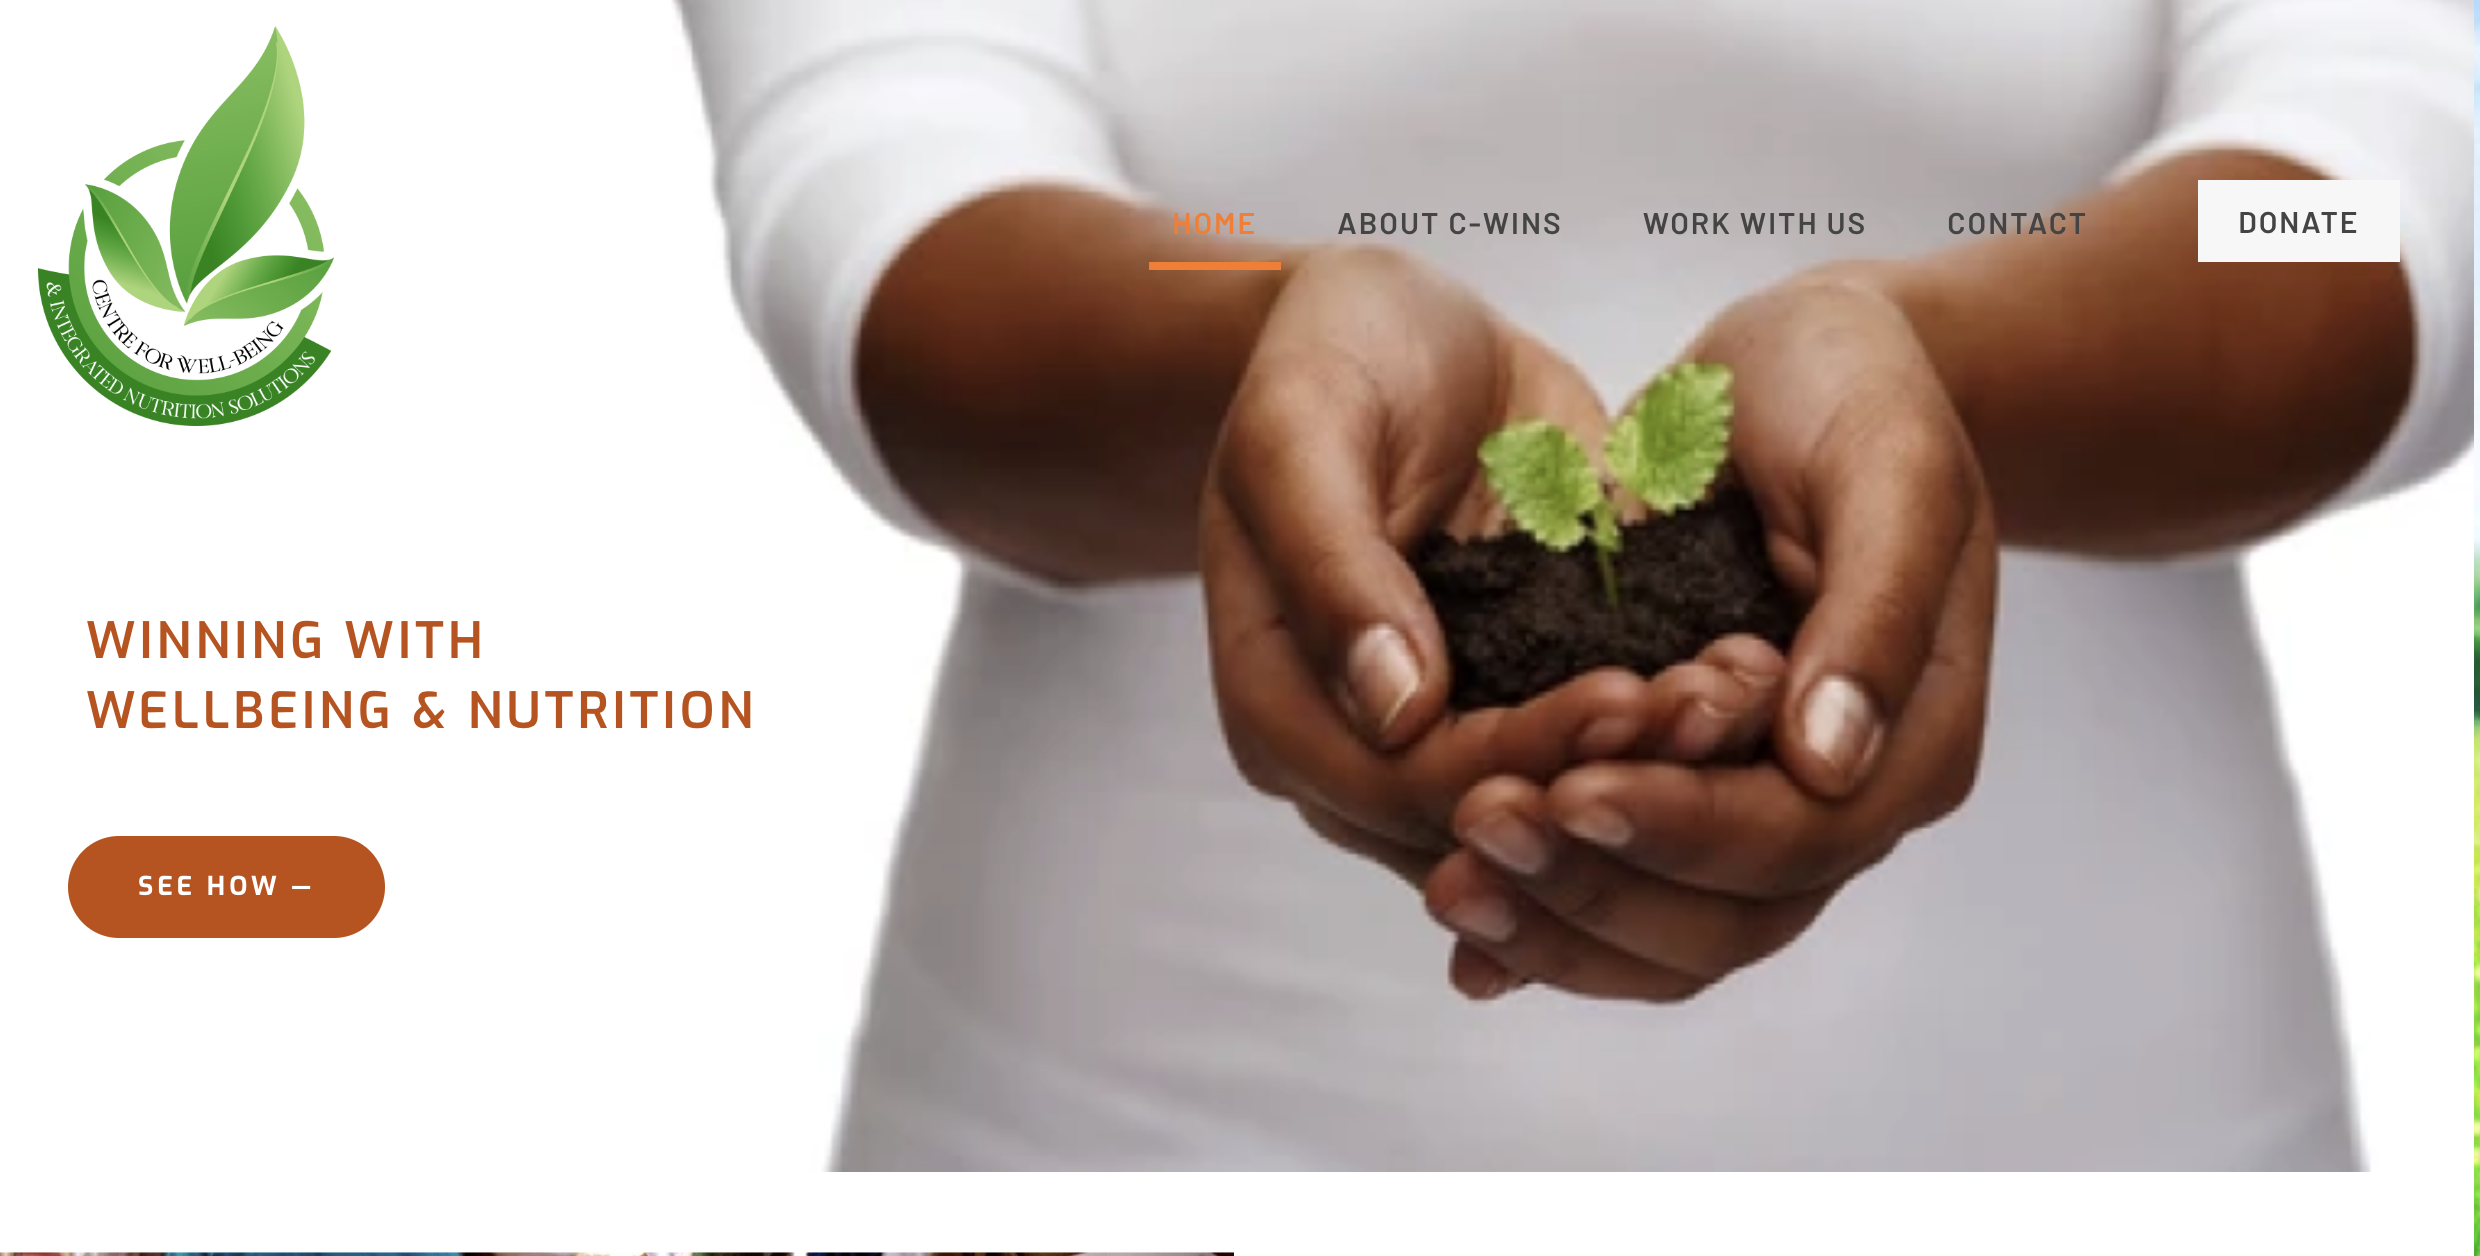 CENTRE FOR WELL-BEING
& INTEGRATED NUTRITION SOLUTIONS
HOME
ABOUT C-WINS
WORK WITH US
CONTACT
DONATE
WINNING WITH
WELLBEING & NUTRITION
SEE HOW —